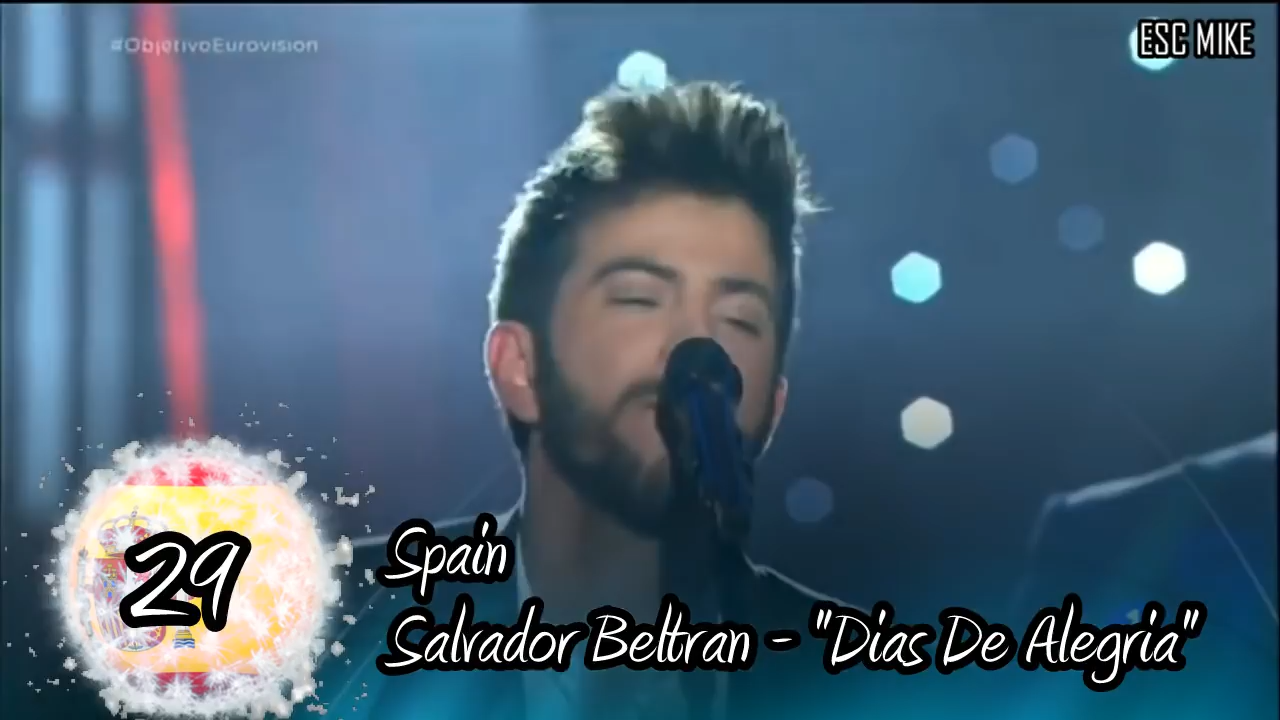 #ObjetivoEurovision
ESC MIKE
29
Spain
Salvador Beltran - "Dias De Alegria"